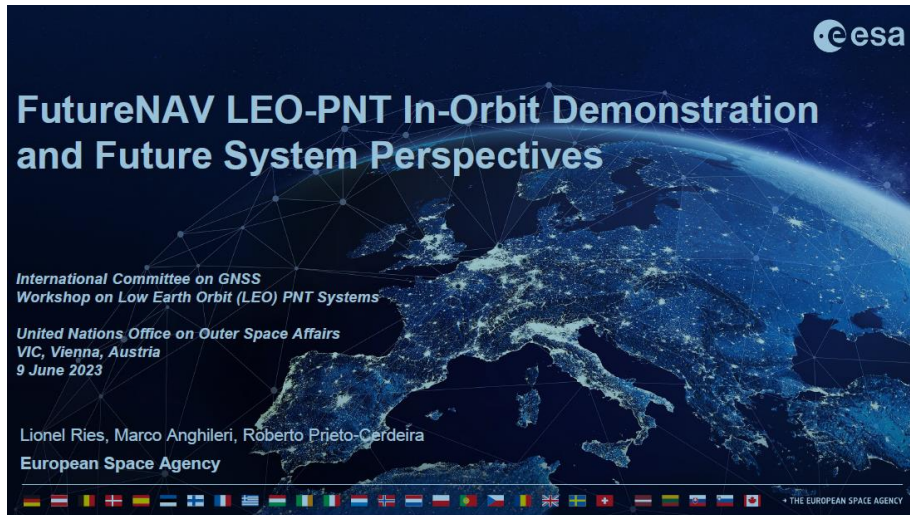 esa
FutureNAV LEO-PNT In-Orbit Demonstration
and Future System Perspectives
International Committee on GNSS
Workshop on Low Earth Orbit (LEO) PNT Systems
United Nations Office on Outer Space Affairs
VIC, Vienna, Austria
9 June 2023
Lionel Ries, Marco Anghileri, Roberto Prieto-Cerdeira
European Space Agency
→ THE EUROPEAN SPACE AGENCY